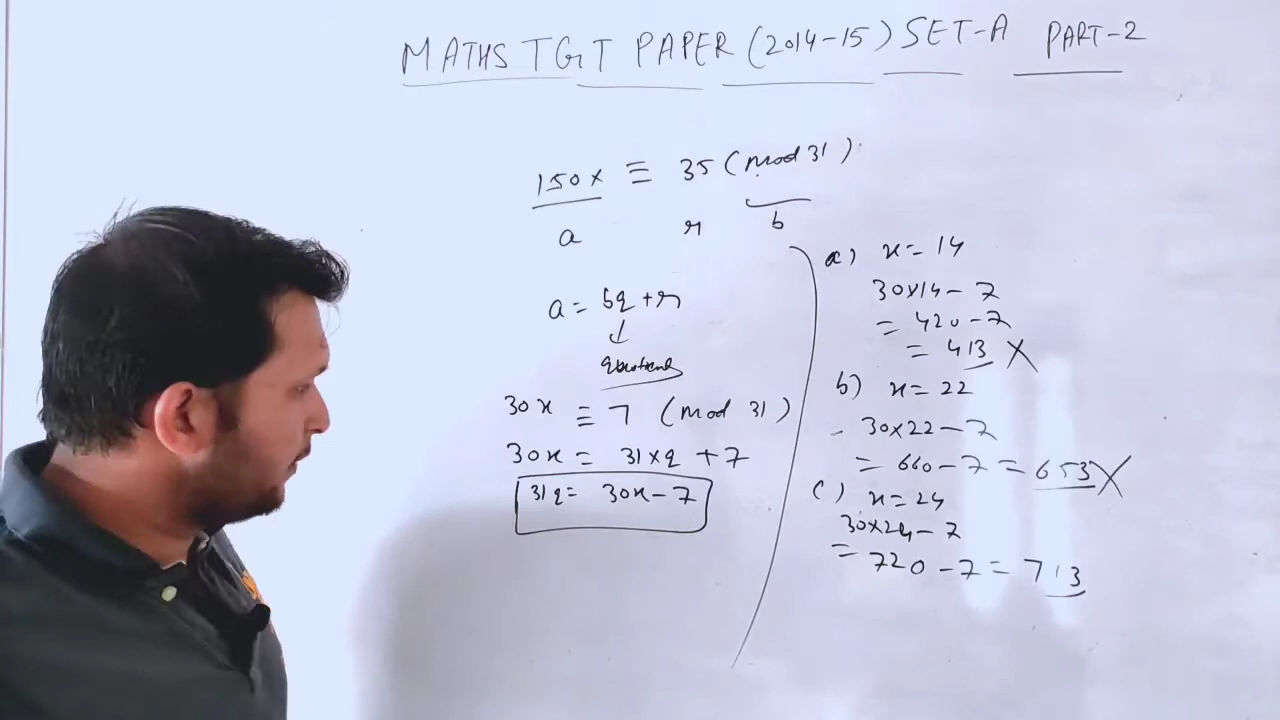 MATHS TGT PAPER (2014-15) SET-A PART-2
150x ≡ 35 (mod 31)
a r b
a = bq + r
↓
30x ≡ 7 (mod 31)
30x = 31×q + 7
31q = 30x - 7
a) x = 14
30×14 - 7
= 420 - 7
= 413 X
b) x = 22
- 30×22 - 7
= 660 - 7 = 653 X
c) x = 24
30×24 - 7
= 720 - 7 = 713